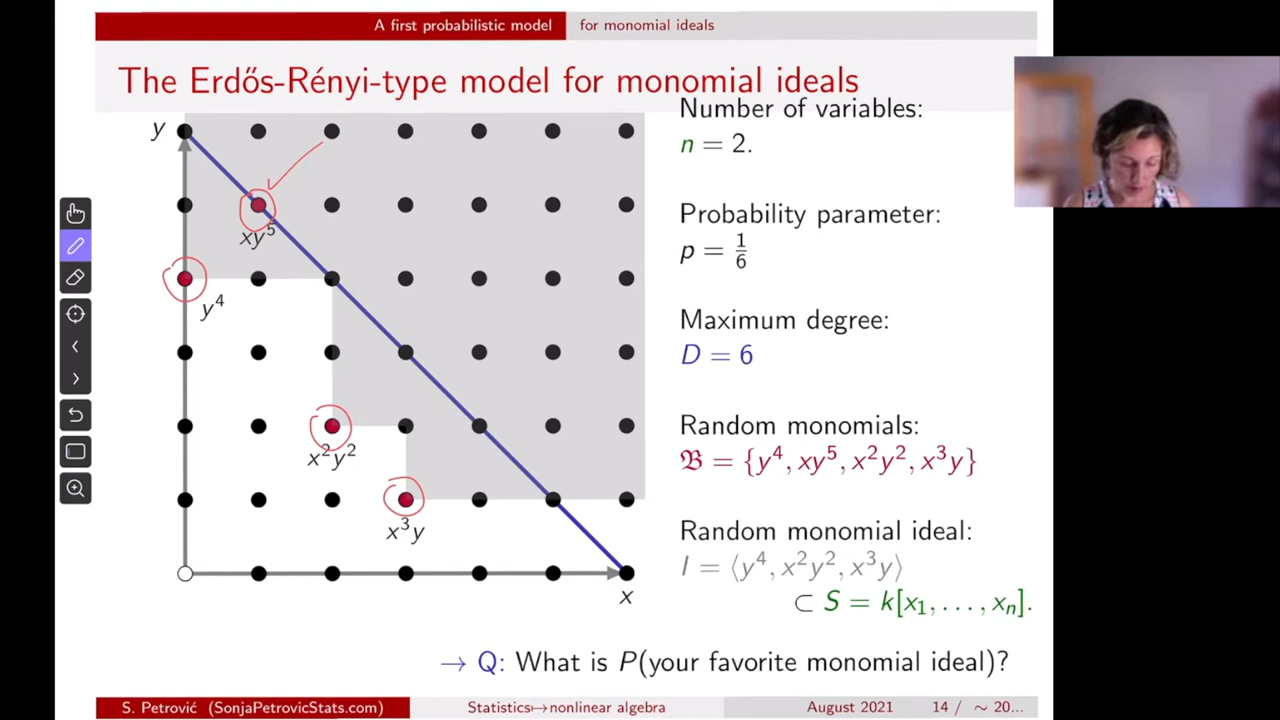 A first probabilistic model for monomial ideals
The Erdős-Rényi-type model for monomial ideals
y
xy⁵
y⁴
x²y²
x³y
x
Number of variables:
n = 2.
Probability parameter:
p = 1/6
Maximum degree:
D = 6
Random monomials:
𝔅 = {y⁴, xy⁵, x²y², x³y}
Random monomial ideal:
I = ⟨y⁴, x²y², x³y⟩
⊂ S = k[x₁, . . . , xₙ].
→ Q: What is P(your favorite monomial ideal)?
S. Petrović (SonjaPetrovicStats.com) Statistics↦nonlinear algebra August 2021 14 / ∼ 20...